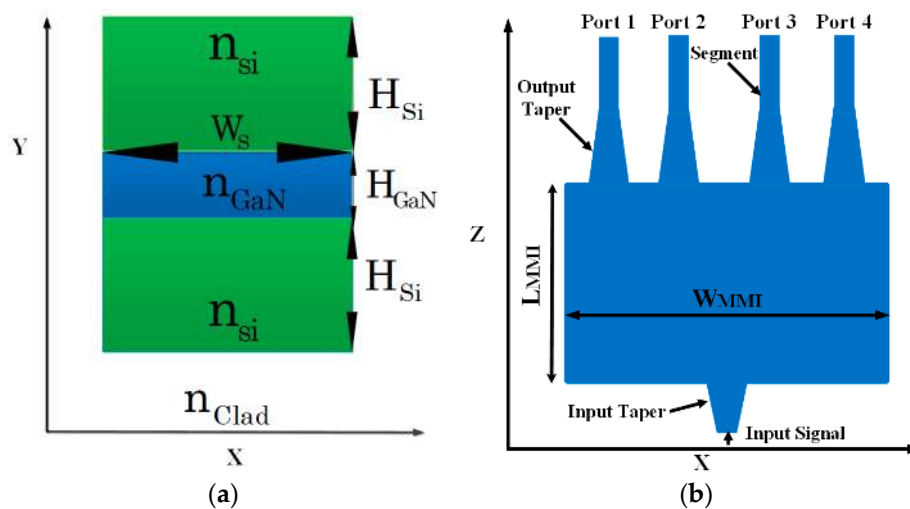 n_si
H_Si
Y
W_s
n_GaN
H_GaN
H_Si
n_si
n_Clad
X
(a)
Port 1 Port 2 Port 3 Port 4
Segment
Output
Taper
Z
L_MMI
W_MMI
Input Taper
Input Signal
X
(b)